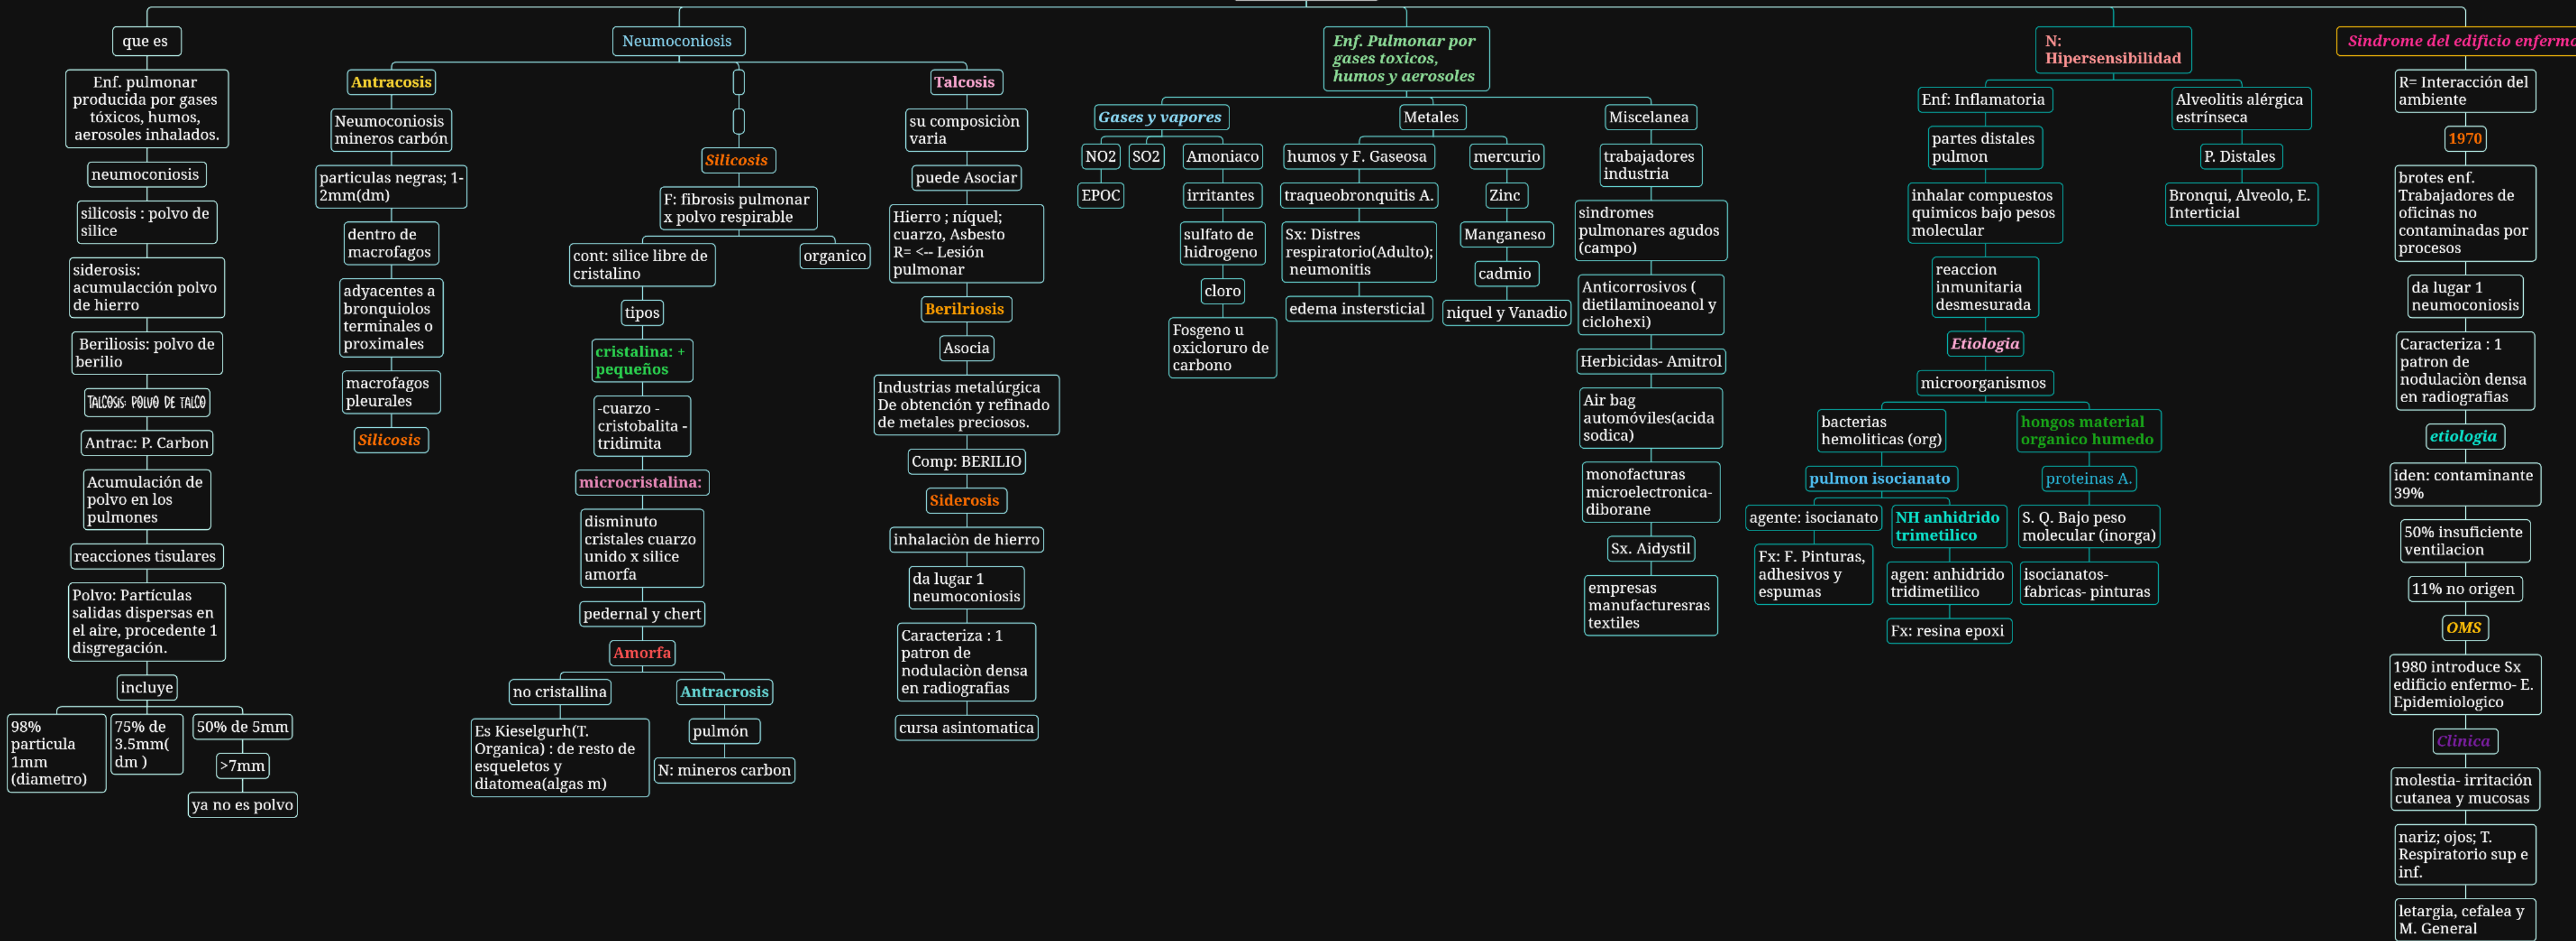 que es
Enf. pulmonar
producida por gases
tóxicos, humos,
aerosoles inhalados.
neumoconiosis
silicosis : polvo de
silice
siderosis:
acumulacción polvo
de hierro
Beriliosis: polvo de
berilio
TALCOSIS: POLVO DE TALCO
Antrac: P. Carbon
Acumulación de
polvo en los
pulmones
reacciones tisulares
Polvo: Partículas
salidas dispersas en
el aire, procedente 1
disgregación.
incluye
98%
particula
1mm
(diametro)
75% de
3.5mm(
dm )
50% de 5mm
>7mm
ya no es polvo
Neumoconiosis
Antracosis
Neumoconiosis
mineros carbón
particulas negras; 1-
2mm(dm)
dentro de
macrofagos
adyacentes a
bronquiolos
terminales o
proximales
macrofagos
pleurales
Silicosis
Silicosis
F: fibrosis pulmonar
x polvo respirable
cont: silice libre de
cristalino
organico
tipos
cristalina: +
pequeños
-cuarzo -
cristobalita -
tridimita
microcristalina:
disminuto
cristales cuarzo
unido x silice
amorfa
pedernal y chert
Amorfa
no cristallina
Es Kieselgurh(T.
Organica) : de resto de
esqueletos y
diatomea(algas m)
Antracrosis
pulmón
N: mineros carbon
Talcosis
su composiciòn
varia
puede Asociar
Hierro ; níquel;
cuarzo, Asbesto
R= <-- Lesión
pulmonar
Berilriosis
Asocia
Industrias metalúrgica
De obtención y refinado
de metales preciosos.
Comp: BERILIO
Siderosis
inhalaciòn de hierro
da lugar 1
neumoconiosis
Caracteriza : 1
patron de
nodulaciòn densa
en radiografias
cursa asintomatica
Enf. Pulmonar por
gases toxicos,
humos y aerosoles
Gases y vapores
NO2
EPOC
SO2
Amoniaco
irritantes
sulfato de
hidrogeno
cloro
Fosgeno u
oxicloruro de
carbono
Metales
humos y F. Gaseosa
traqueobronquitis A.
Sx: Distres
respiratorio(Adulto);
neumonitis
edema instersticial
mercurio
Zinc
Manganeso
cadmio
niquel y Vanadio
Miscelanea
trabajadores
industria
sindromes
pulmonares agudos
(campo)
Anticorrosivos (
dietilaminoeanol y
ciclohexi)
Herbicidas- Amitrol
Air bag
automóviles(acida
sodica)
monofacturas
microelectronica-
diborane
Sx. Aidystil
empresas
manufacturesras
textiles
N:
Hipersensibilidad
Enf: Inflamatoria
partes distales
pulmon
inhalar compuestos
quimicos bajo pesos
molecular
reaccion
inmunitaria
desmesurada
Etiologia
microorganismos
bacterias
hemoliticas (org)
pulmon isocianato
agente: isocianato
Fx: F. Pinturas,
adhesivos y
espumas
NH anhidrido
trimetilico
agen: anhidrido
tridimetilico
Fx: resina epoxi
hongos material
organico humedo
proteinas A.
S. Q. Bajo peso
molecular (inorga)
isocianatos-
fabricas- pinturas
Alveolitis alérgica
estrínseca
P. Distales
Bronqui, Alveolo, E.
Interticial
Sindrome del edificio enfermo
R= Interacción del
ambiente
1970
brotes enf.
Trabajadores de
oficinas no
contaminadas por
procesos
da lugar 1
neumoconiosis
Caracteriza : 1
patron de
nodulaciòn densa
en radiografias
etiologia
iden: contaminante
39%
50% insuficiente
ventilacion
11% no origen
OMS
1980 introduce Sx
edificio enfermo- E.
Epidemiologico
Clinica
molestia- irritación
cutanea y mucosas
nariz; ojos; T.
Respiratorio sup e
inf.
letargia, cefalea y
M. General